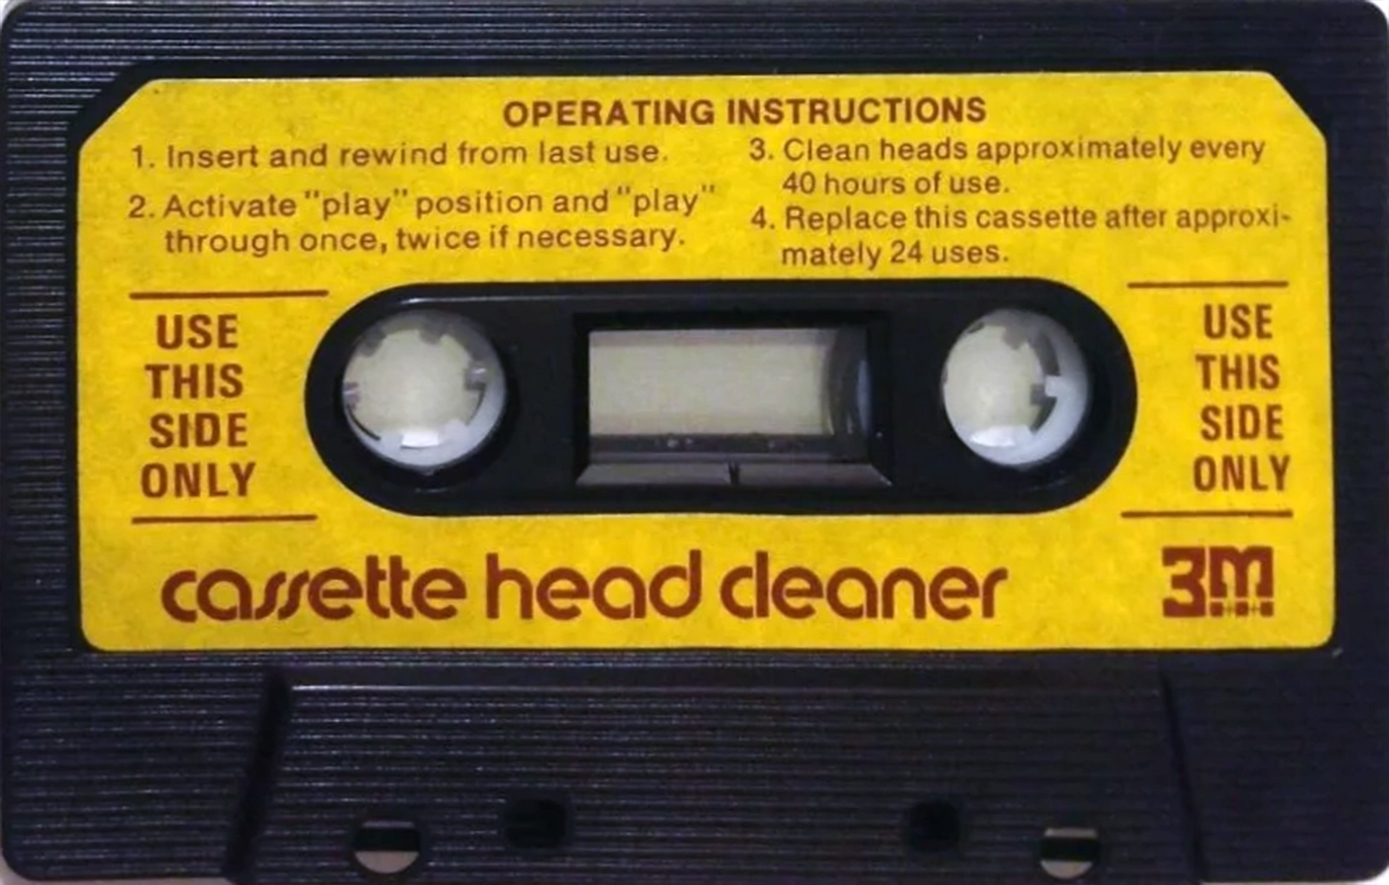 OPERATING INSTRUCTIONS
1. Insert and rewind from last use.
2. Activate "play" position and "play"
through once, twice if necessary.
3. Clean heads approximately every
40 hours of use.
4. Replace this cassette after approxi-
mately 24 uses.
USE
THIS
SIDE
ONLY
USE
THIS
SIDE
ONLY
cassette head cleaner
3M